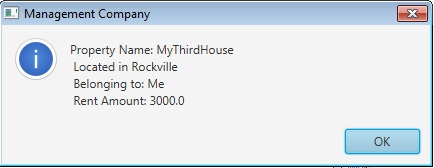 Management Company
Property Name: MyThirdHouse
Located in Rockville
Belonging to: Me
Rent Amount: 3000.0
OK